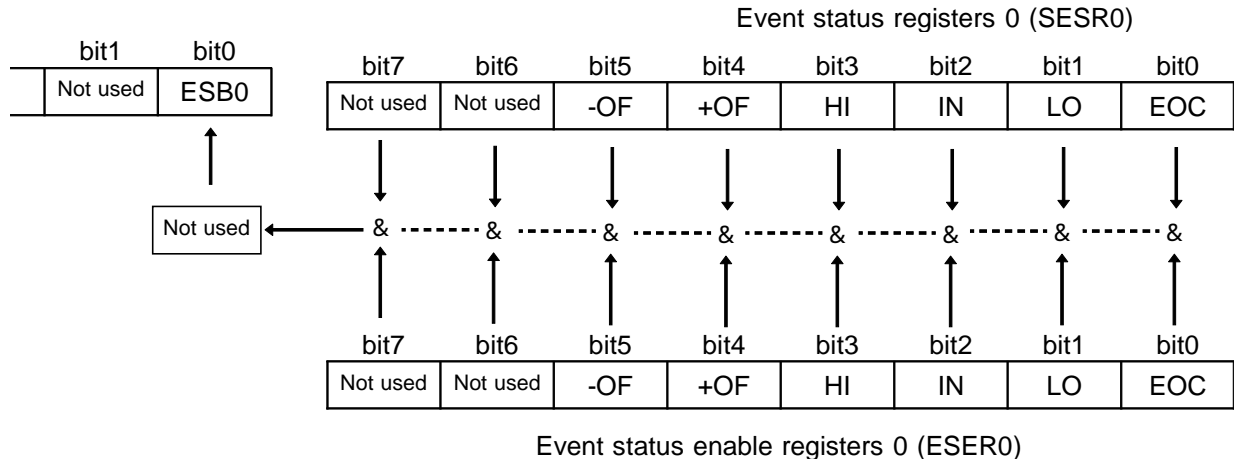 Event status registers 0 (SESR0)
bit1 bit0 bit7 bit6 bit5 bit4 bit3 bit2 bit1 bit0
Not used ESB0 Not used Not used -OF +OF HI IN LO EOC
Not used & & & & & & & &
bit7 bit6 bit5 bit4 bit3 bit2 bit1 bit0
Not used Not used -OF +OF HI IN LO EOC
Event status enable registers 0 (ESER0)